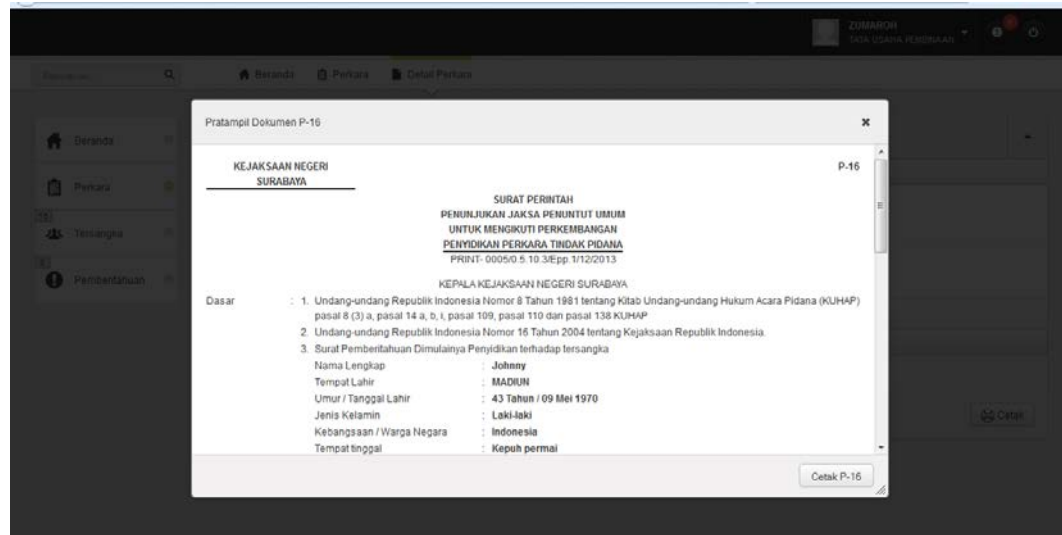 ZUMAROH
TATA USAHA PEMBINAAN
Beranda Perkara Detail Perkara
Beranda
Perkara
Tersangka
Pemberitahuan
Pratampil Dokumen P-16
KEJAKSAAN NEGERI
SURABAYA
P-16
SURAT PERINTAH
PENUNJUKAN JAKSA PENUNTUT UMUM
UNTUK MENGIKUTI PERKEMBANGAN
PENYIDIKAN PERKARA TINDAK PIDANA
PRINT- 0005/0.5.10.3/Epp.1/12/2013
KEPALA KEJAKSAAN NEGERI SURABAYA
Dasar : 1. Undang-undang Republik Indonesia Nomor 8 Tahun 1981 tentang Kitab Undang-undang Hukum Acara Pidana (KUHAP)
pasal 8 (3) a, pasal 14 a, b, i, pasal 109, pasal 110 dan pasal 138 KUHAP
2. Undang-undang Republik Indonesia Nomor 16 Tahun 2004 tentang Kejaksaan Republik Indonesia.
3. Surat Pemberitahuan Dimulainya Penyidikan terhadap tersangka
Nama Lengkap : Johnny
Tempat Lahir : MADIUN
Umur / Tanggal Lahir : 43 Tahun / 09 Mei 1970
Jenis Kelamin : Laki-laki
Kebangsaan / Warga Negara : Indonesia
Tempat tinggal : Kepuh permai
Cetak
Cetak P-16